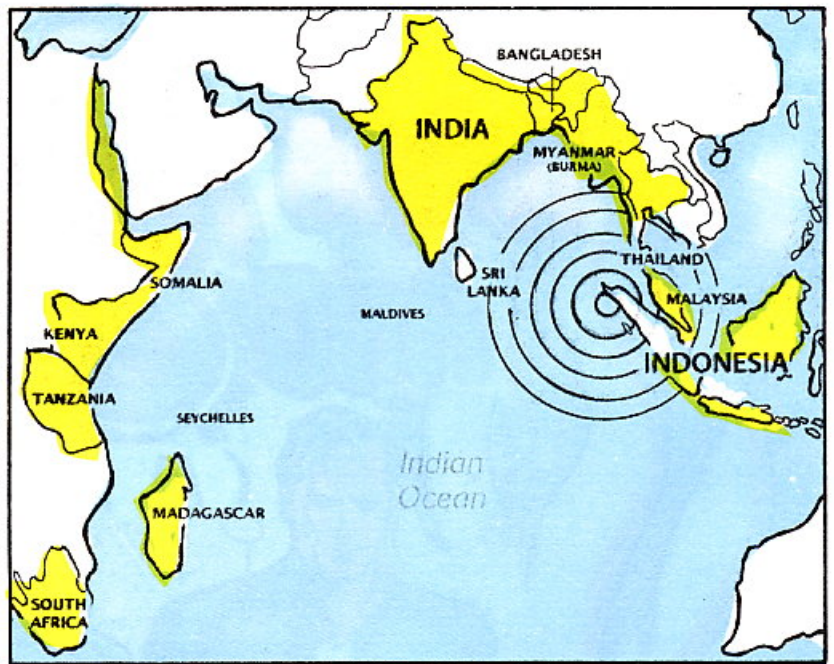 BANGLADESH
INDIA
MYANMAR
(BURMA)
THAILAND
SRI
LANKA
SOMALIA
MALAYSIA
MALDIVES
KENYA
INDONESIA
TANZANIA
SEYCHELLES
Indian
Ocean
MADAGASCAR
SOUTH
AFRICA